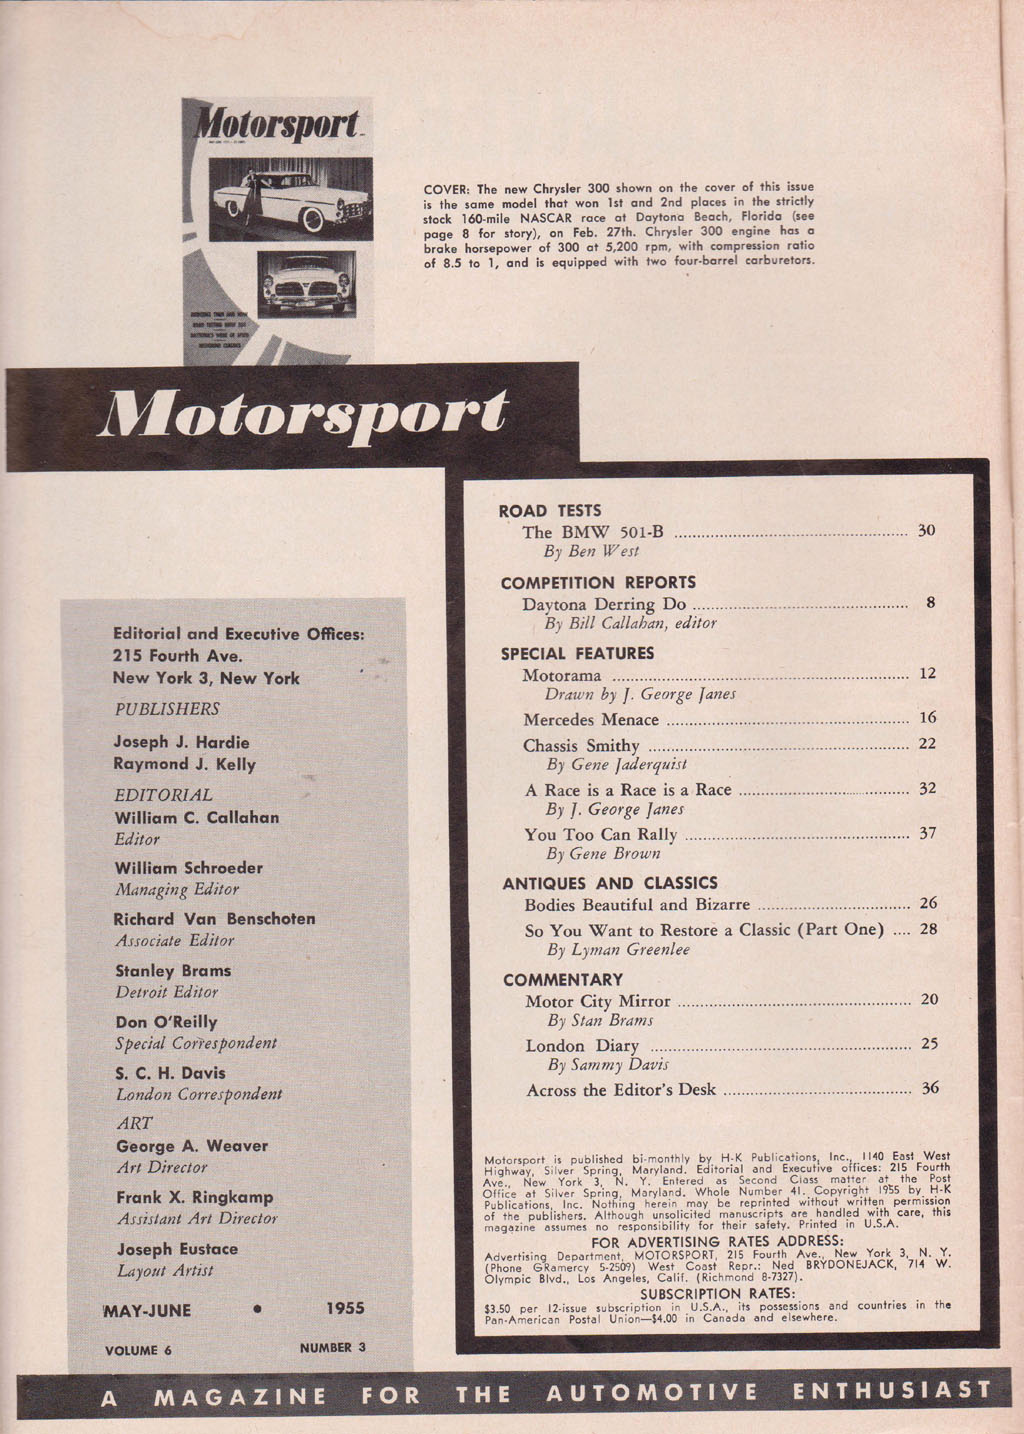 Motorsport
COVER: The new Chrysler 300 shown on the cover of this issue
is the same model that won 1st and 2nd places in the strictly
stock 160-mile NASCAR race at Daytona Beach, Florida (see
page 8 for story), on Feb. 27th. Chrysler 300 engine has a
brake horsepower of 300 at 5,200 rpm, with compression ratio
of 8.5 to 1, and is equipped with two four-barrel carburetors.
Motorsport
Editorial and Executive Offices:
215 Fourth Ave.
New York 3, New York
PUBLISHERS
Joseph J. Hardie
Raymond J. Kelly
EDITORIAL
William C. Callahan
Editor
William Schroeder
Managing Editor
Richard Van Benschoten
Associate Editor
Stanley Brams
Detroit Editor
Don O'Reilly
Special Correspondent
S. C. H. Davis
London Correspondent
ART
George A. Weaver
Art Director
Frank X. Ringkamp
Assistant Art Director
Joseph Eustace
Layout Artist
MAY-JUNE • 1955
VOLUME 6 NUMBER 3
ROAD TESTS
The BMW 501-B ........ 30
By Ben West
COMPETITION REPORTS
Daytona Derring Do ........ 8
By Bill Callahan, editor
SPECIAL FEATURES
Motorama ........ 12
Drawn by J. George Janes
Mercedes Menace ........ 16
Chassis Smithy ........ 22
By Gene Jaderquist
A Race is a Race is a Race ........ 32
By J. George Janes
You Too Can Rally ........ 37
By Gene Brown
ANTIQUES AND CLASSICS
Bodies Beautiful and Bizarre ........ 26
So You Want to Restore a Classic (Part One) .... 28
By Lyman Greenlee
COMMENTARY
Motor City Mirror ........ 20
By Stan Brams
London Diary ........ 25
By Sammy Davis
Across the Editor's Desk ........ 36
Motorsport is published bi-monthly by H-K Publications, Inc., 1140 East West
Highway, Silver Spring, Maryland. Editorial and Executive offices: 215 Fourth
Ave., New York 3, N. Y. Entered as Second Class matter at the Post
Office at Silver Spring, Maryland. Whole Number 41. Copyright 1955 by H-K
Publications, Inc. Nothing herein may be reprinted without written permission
of the publishers. Although unsolicited manuscripts are handled with care, this
magazine assumes no responsibility for their safety. Printed in U.S.A.
FOR ADVERTISING RATES ADDRESS:
Advertising Department, MOTORSPORT, 215 Fourth Ave., New York 3, N. Y.
(Phone GRamercy 5-2509) West Coast Repr.: Ned BRYDONEJACK, 714 W.
Olympic Blvd., Los Angeles, Calif. (Richmond 8-7327).
SUBSCRIPTION RATES:
$3.50 per 12-issue subscription in U.S.A., its possessions and countries in the
Pan-American Postal Union—$4.00 in Canada and elsewhere.
A MAGAZINE FOR THE AUTOMOTIVE ENTHUSIAST